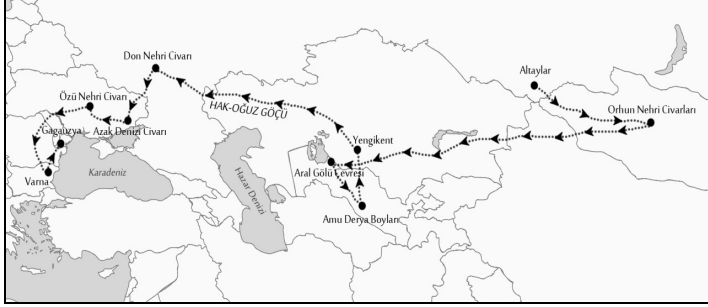 Don Nehri Civarı
Altaylar
Özü Nehri Civarı
HAK-OĞUZ GÖÇÜ
Orhun Nehri Civarları
Gagauzya
Azak Denizi Civarı
Yengikent
Varna
Karadeniz
Hazar Denizi
Aral Gölü Çevresi
Amu Derya Boyları